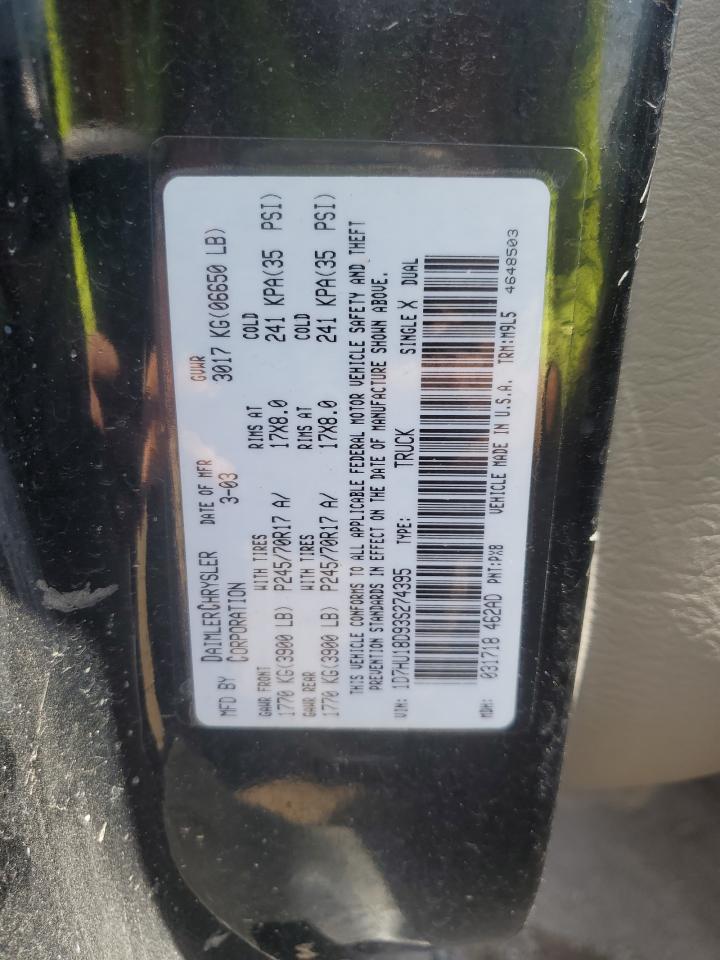 MFD BY DAIMLERCHRYSLER CORPORATION DATE OF MFR 3-03 GVWR 3017 KG(06650 LB)
GAWR FRONT WITH TIRES RIMS AT COLD
1770 KG(3900 LB) P245/70R17 A/ 17X8.0 241 KPA(35 PSI)
GAWR REAR WITH TIRES RIMS AT COLD
1770 KG(3900 LB) P245/70R17 A/ 17X8.0 241 KPA(35 PSI)
THIS VEHICLE CONFORMS TO ALL APPLICABLE FEDERAL MOTOR VEHICLE SAFETY AND THEFT
PREVENTION STANDARDS IN EFFECT ON THE DATE OF MANUFACTURE SHOWN ABOVE.
VIN: 1D7HU18D93S274395 TYPE: TRUCK SINGLE X DUAL
MDH: 031718 462AD PNT:PX8 VEHICLE MADE IN U.S.A. TRM:M9L5
4648503